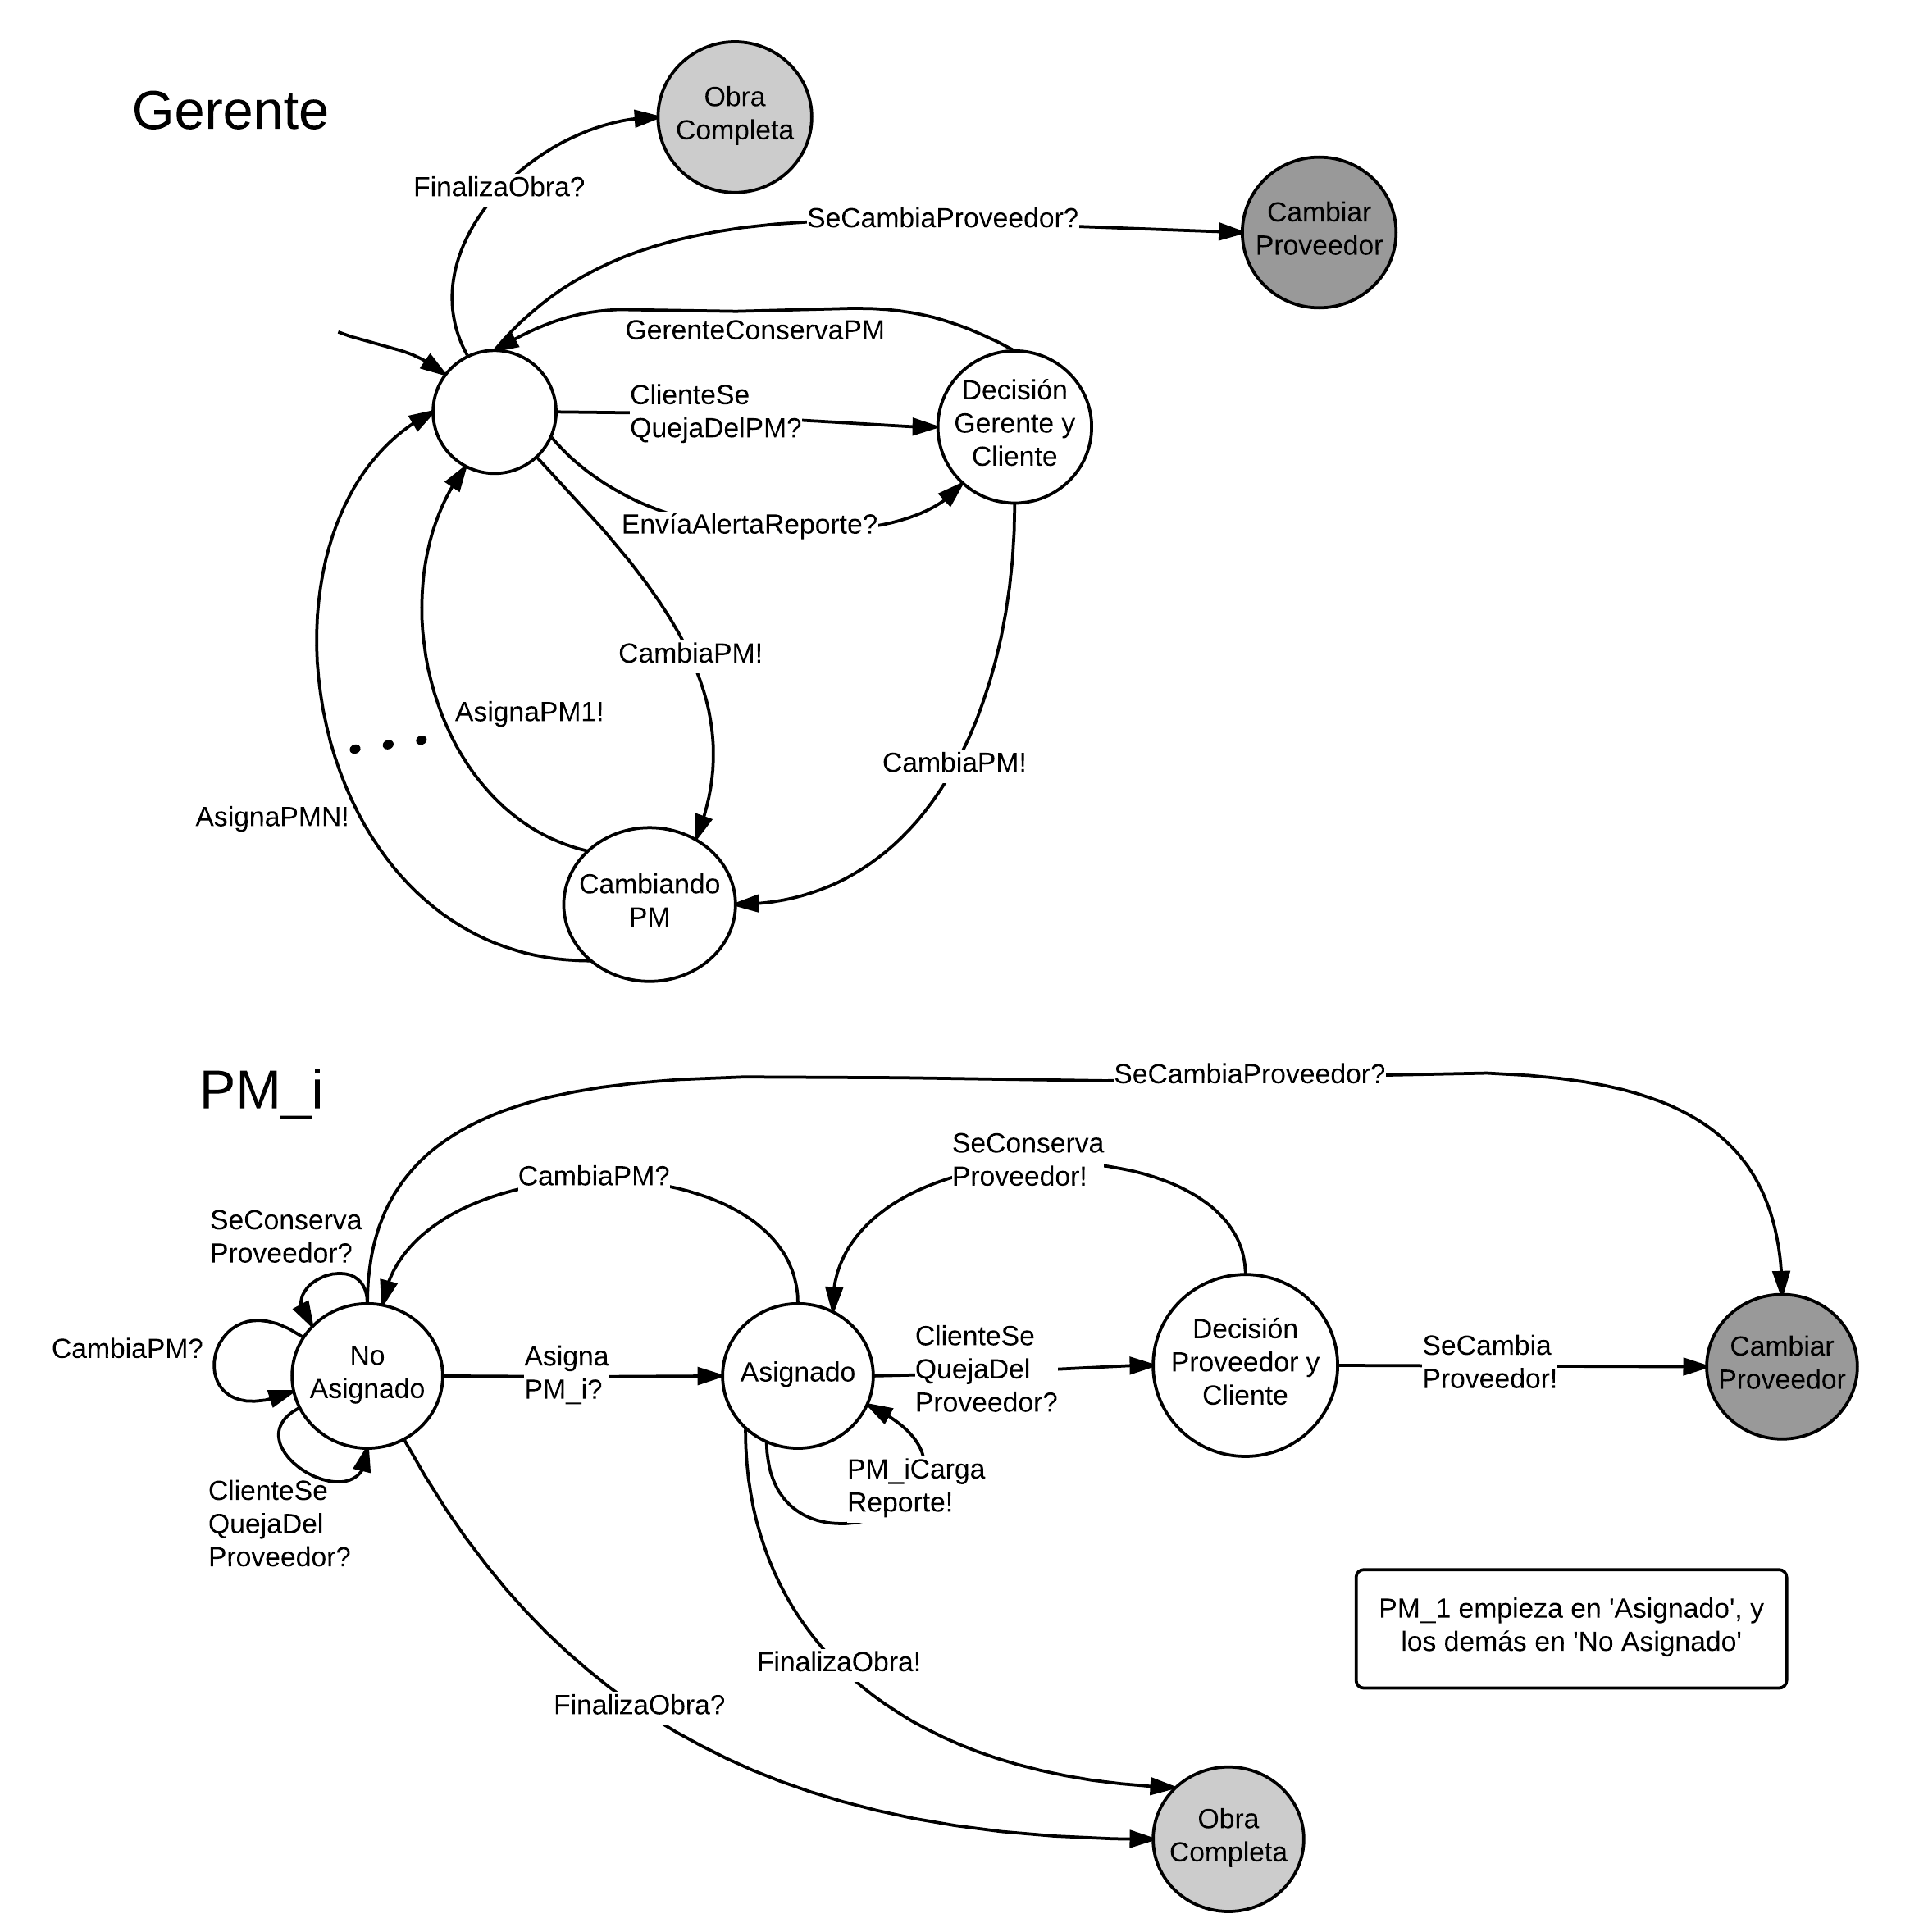 Gerente
Obra
Completa
FinalizaObra?
Cambiar
Proveedor
SeCambiaProveedor?
GerenteConservaPM
ClienteSe
QuejaDelPM?
Decisión
Gerente y
Cliente
EnvíaAlertaReporte?
CambiaPM!
AsignaPM1!
CambiaPM!
AsignaPMN!
Cambiando
PM
PM_i
SeCambiaProveedor?
SeConserva
Proveedor!
CambiaPM?
SeConserva
Proveedor?
CambiaPM?
No
Asignado
Asigna
PM_i?
Asignado
ClienteSe
QuejaDel
Proveedor?
Decisión
Proveedor y
Cliente
SeCambia
Proveedor!
Cambiar
Proveedor
PM_iCarga
Reporte!
ClienteSe
QuejaDel
Proveedor?
PM_1 empieza en 'Asignado', y
los demás en 'No Asignado'
FinalizaObra!
FinalizaObra?
Obra
Completa